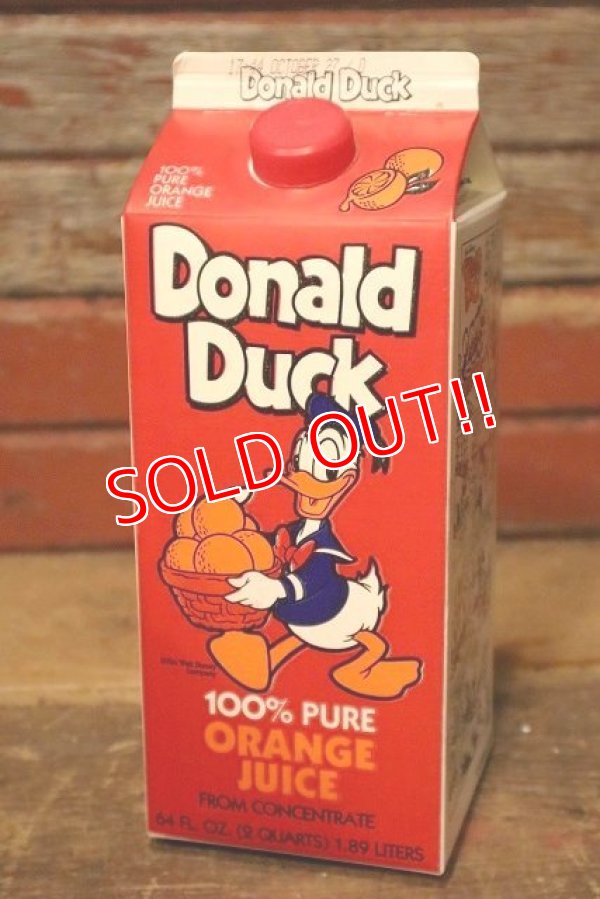 Donald Duck
100%
PURE
ORANGE
JUICE
Donald
Duck
SOLD OUT!!
Company
100% PURE
ORANGE
JUICE
FROM CONCENTRATE
64 FL. OZ. (2 QUARTS) 1.89 LITERS